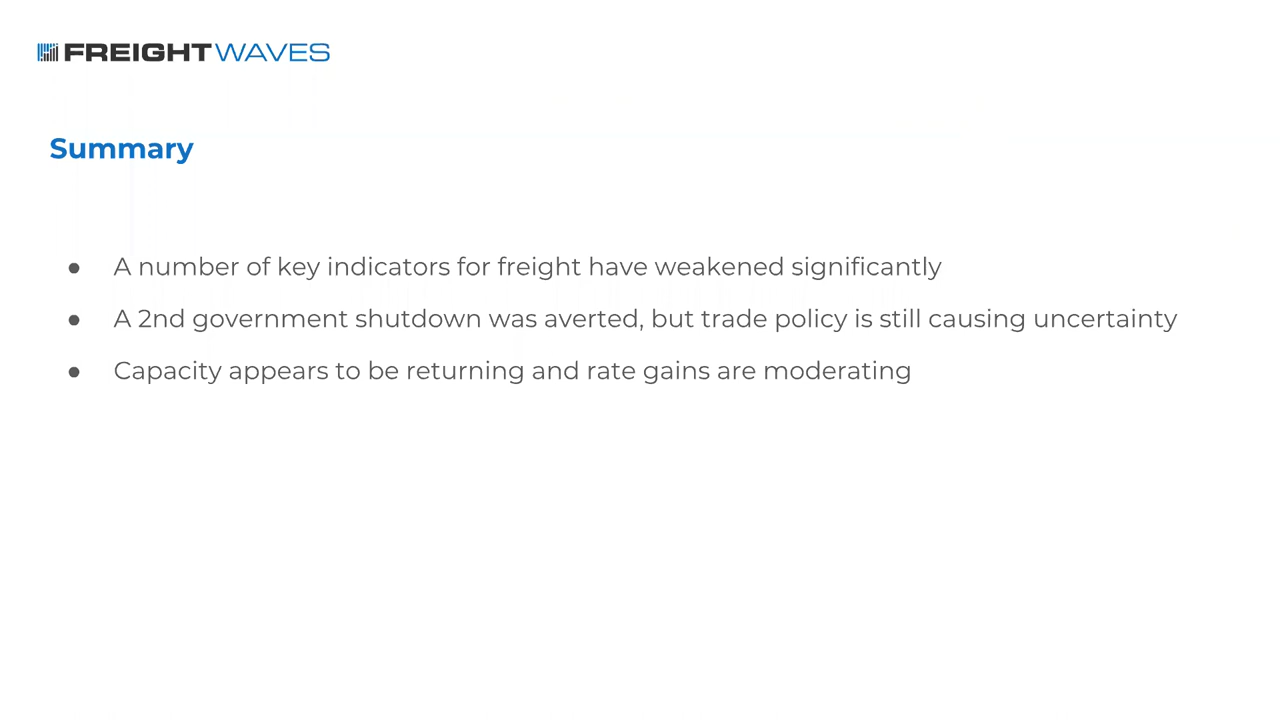 FREIGHTWAVES
Summary
● A number of key indicators for freight have weakened significantly
● A 2nd government shutdown was averted, but trade policy is still causing uncertainty
● Capacity appears to be returning and rate gains are moderating